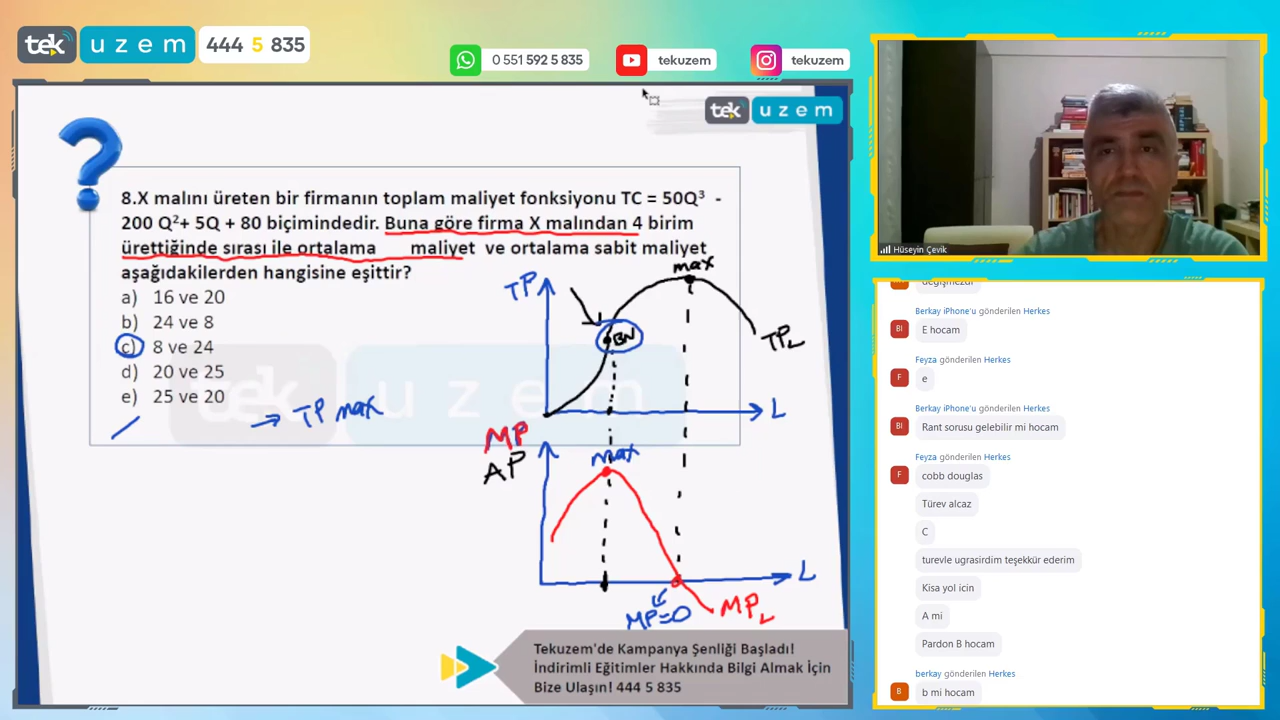 tek uzem 444 5 835
0 551 592 5 835
tekuzem
tekuzem
tek uzem
8.X malını üreten bir firmanın toplam maliyet fonksiyonu TC = 50Q³ -
200 Q²+ 5Q + 80 biçimindedir. Buna göre firma X malından 4 birim
ürettiğinde sırası ile ortalama maliyet ve ortalama sabit maliyet
aşağıdakilerden hangisine eşittir?
a) 16 ve 20
b) 24 ve 8
c) 8 ve 24
d) 20 ve 25
e) 25 ve 20
→ TP max
TP
max
BN
TPL
L
MP
AP
max
L
MP=0
MPL
tek uzem
Tekuzem'de Kampanya Şenliği Başladı!
İndirimli Eğitimler Hakkında Bilgi Almak İçin
Bize Ulaşın! 444 5 835
Hüseyin Çevik
değişmezdi
Berkay iPhone'u gönderilen Herkes
BI
E hocam
Feyza gönderilen Herkes
F
e
Berkay iPhone'u gönderilen Herkes
BI
Rant sorusu gelebilir mi hocam
Feyza gönderilen Herkes
F
cobb douglas
Türev alcaz
C
turevle ugrasirdim teşekkür ederim
Kisa yol icin
A mi
Pardon B hocam
berkay gönderilen Herkes
B
b mi hocam